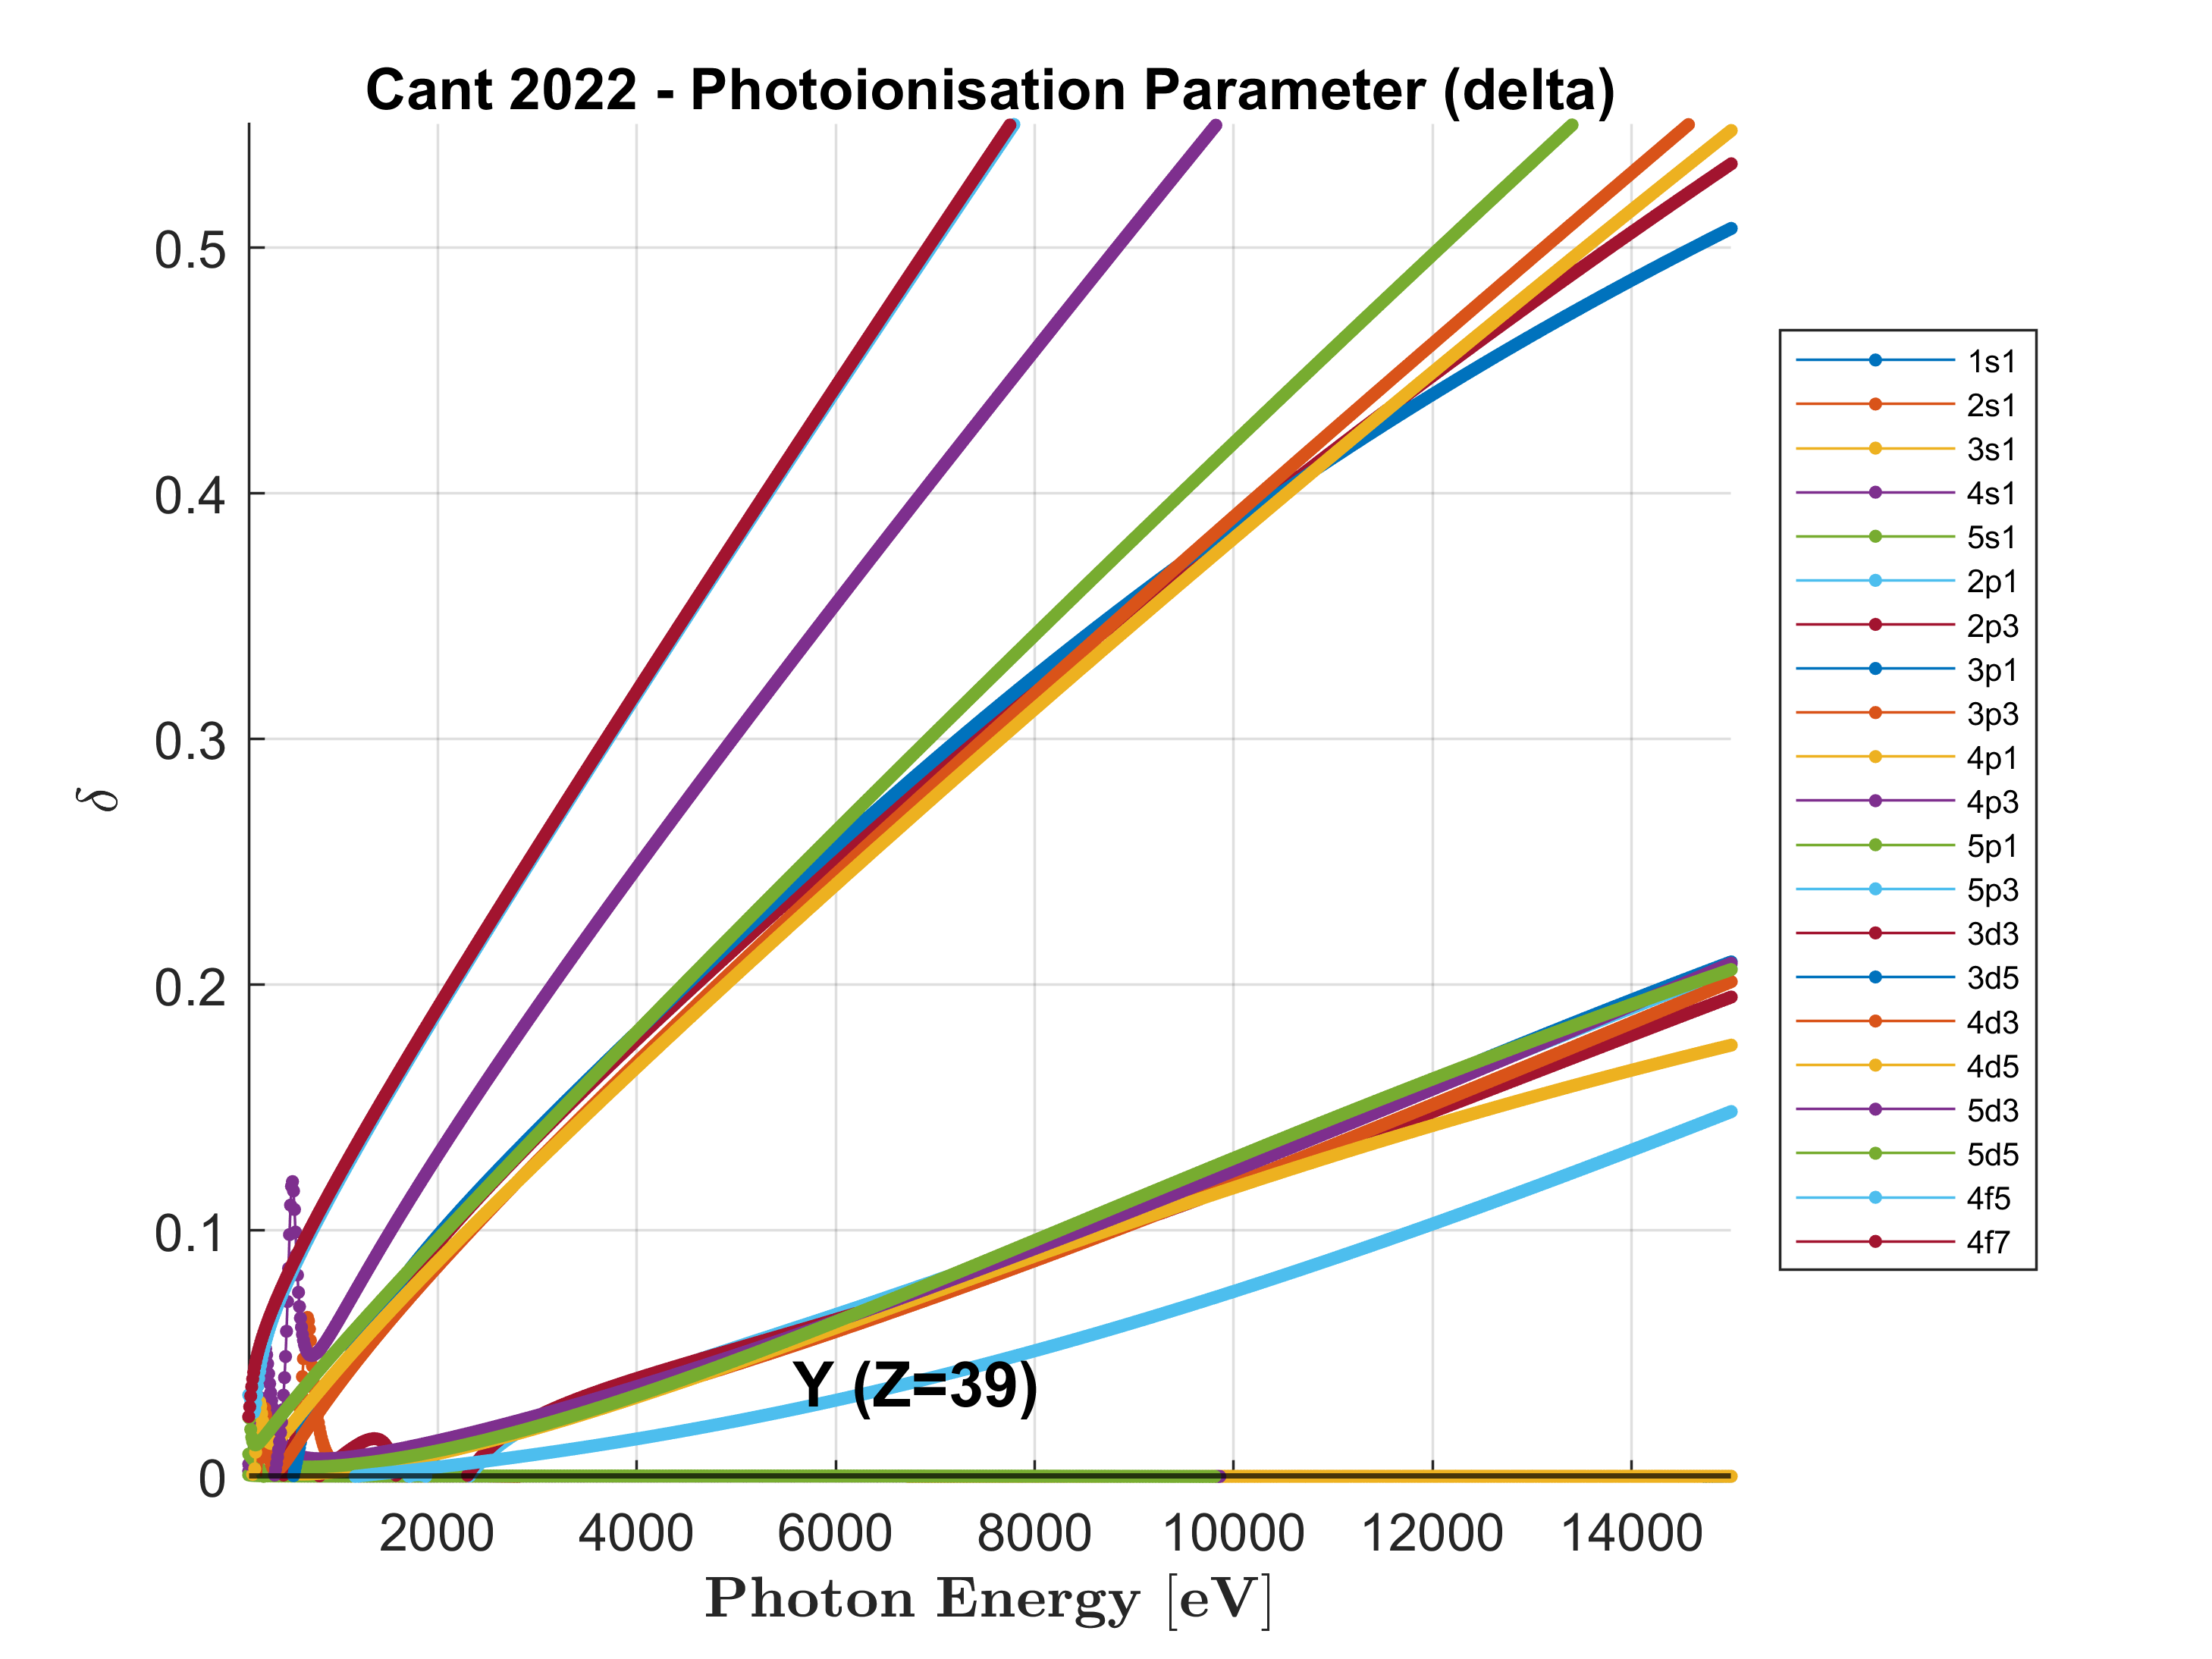 Cant 2022 - Photoionisation Parameter (delta)
0.5
0.4
0.3
0.2
0.1
0
δ
2000 4000 6000 8000 10000 12000 14000
Photon Energy [eV]
Y (Z=39)
1s1
2s1
3s1
4s1
5s1
2p1
2p3
3p1
3p3
4p1
4p3
5p1
5p3
3d3
3d5
4d3
4d5
5d3
5d5
4f5
4f7